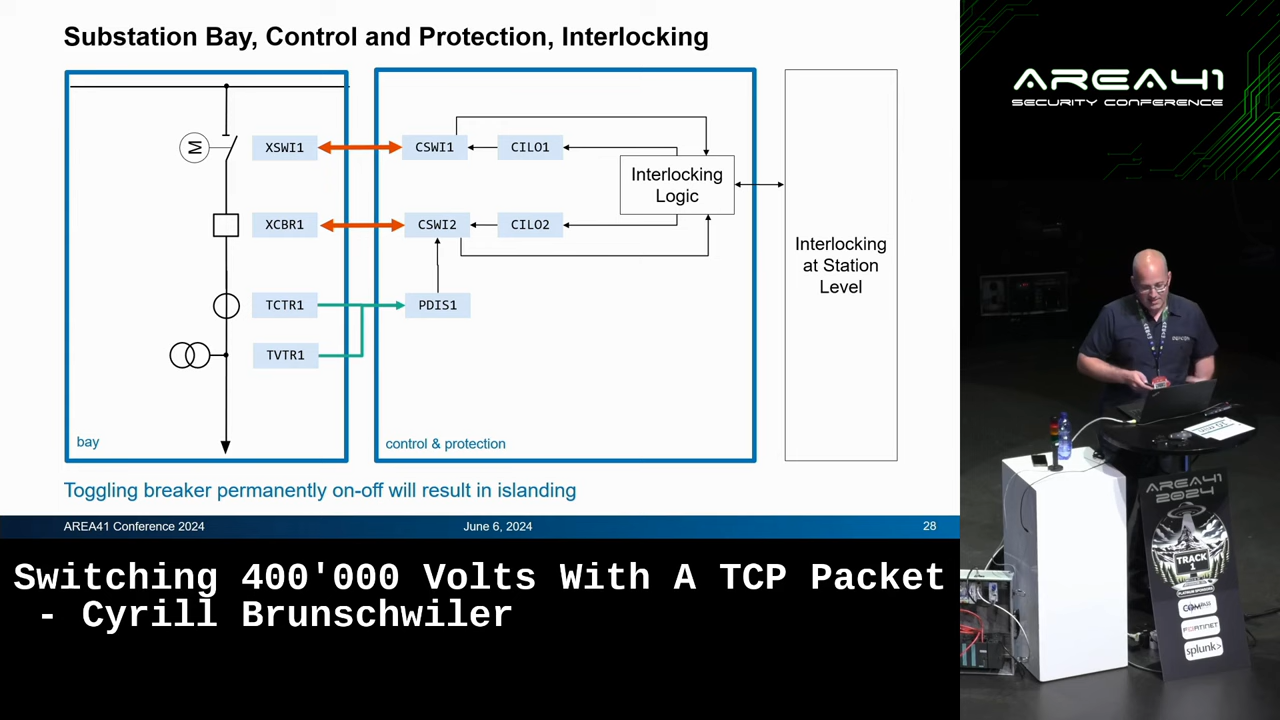 Substation Bay, Control and Protection, Interlocking
M
XSWI1
CSWI1
CILO1
Interlocking
Logic
XCBR1
CSWI2
CILO2
Interlocking
at Station
Level
TCTR1
PDIS1
TVTR1
bay
control & protection
Toggling breaker permanently on-off will result in islanding
AREA41 Conference 2024
June 6, 2024
28
Switching 400'000 Volts With A TCP Packet
- Cyrill Brunschwiler
AREA41
SECURITY CONFERENCE
AREA41
2024
TRACK
1
COMPASS
FORTINET
splunk>